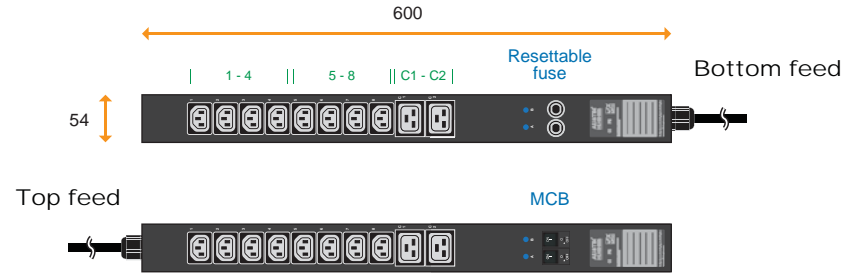 600
Resettable
fuse
1 - 4
5 - 8
C1 - C2
Bottom feed
54
Top feed
MCB